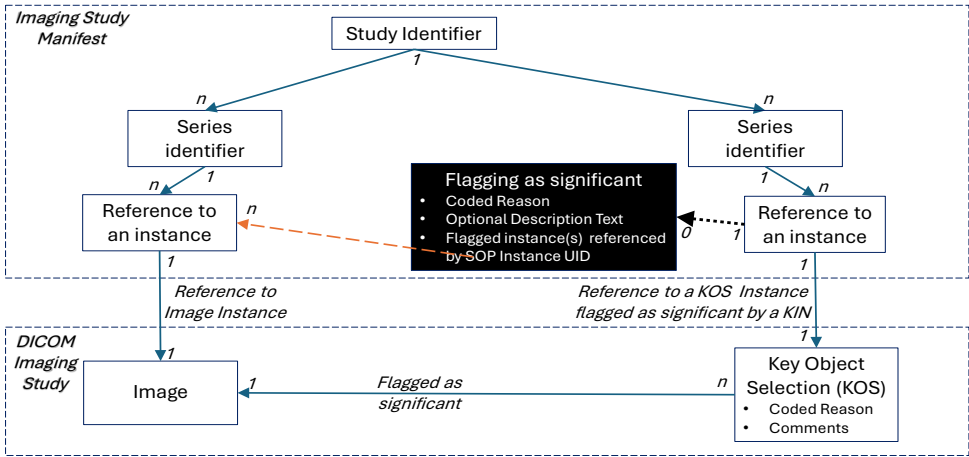 Imaging Study
Manifest
Study Identifier
1
n
n
Series
identifier
Series
identifier
1
1
n
n
Reference to
an instance
n
Flagging as significant
• Coded Reason
• Optional Description Text
• Flagged instance(s) referenced
by SOP Instance UID
0
1
Reference to
an instance
1
1
Reference to
Image Instance
Reference to a KOS Instance
flagged as significant by a KIN
DICOM
Imaging
Study
1
1
Image
1
Flagged as
significant
n
Key Object
Selection (KOS)
• Coded Reason
• Comments